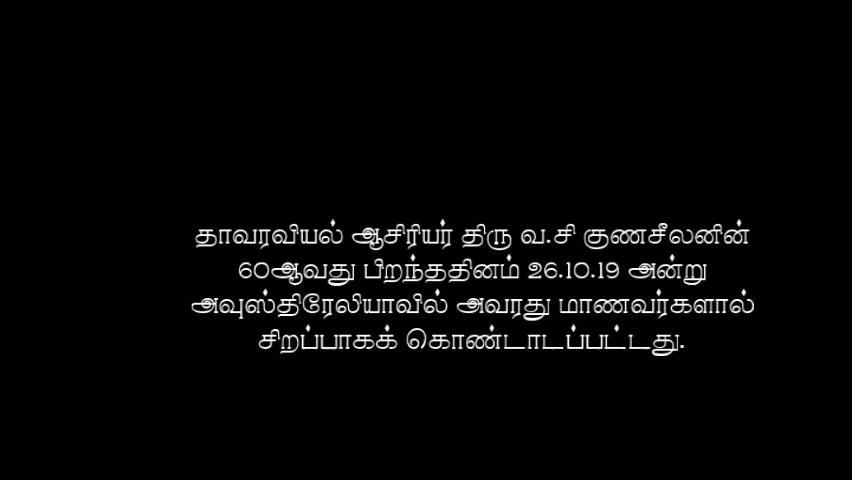 தாவரவியல் ஆசிரியர் திரு வ.சி குணசீலனின்
60ஆவது பிறந்ததினம் 26.10.19 அன்று
அவுஸ்திரேலியாவில் அவரது மாணவர்களால்
சிறப்பாகக் கொண்டாடப்பட்டது.